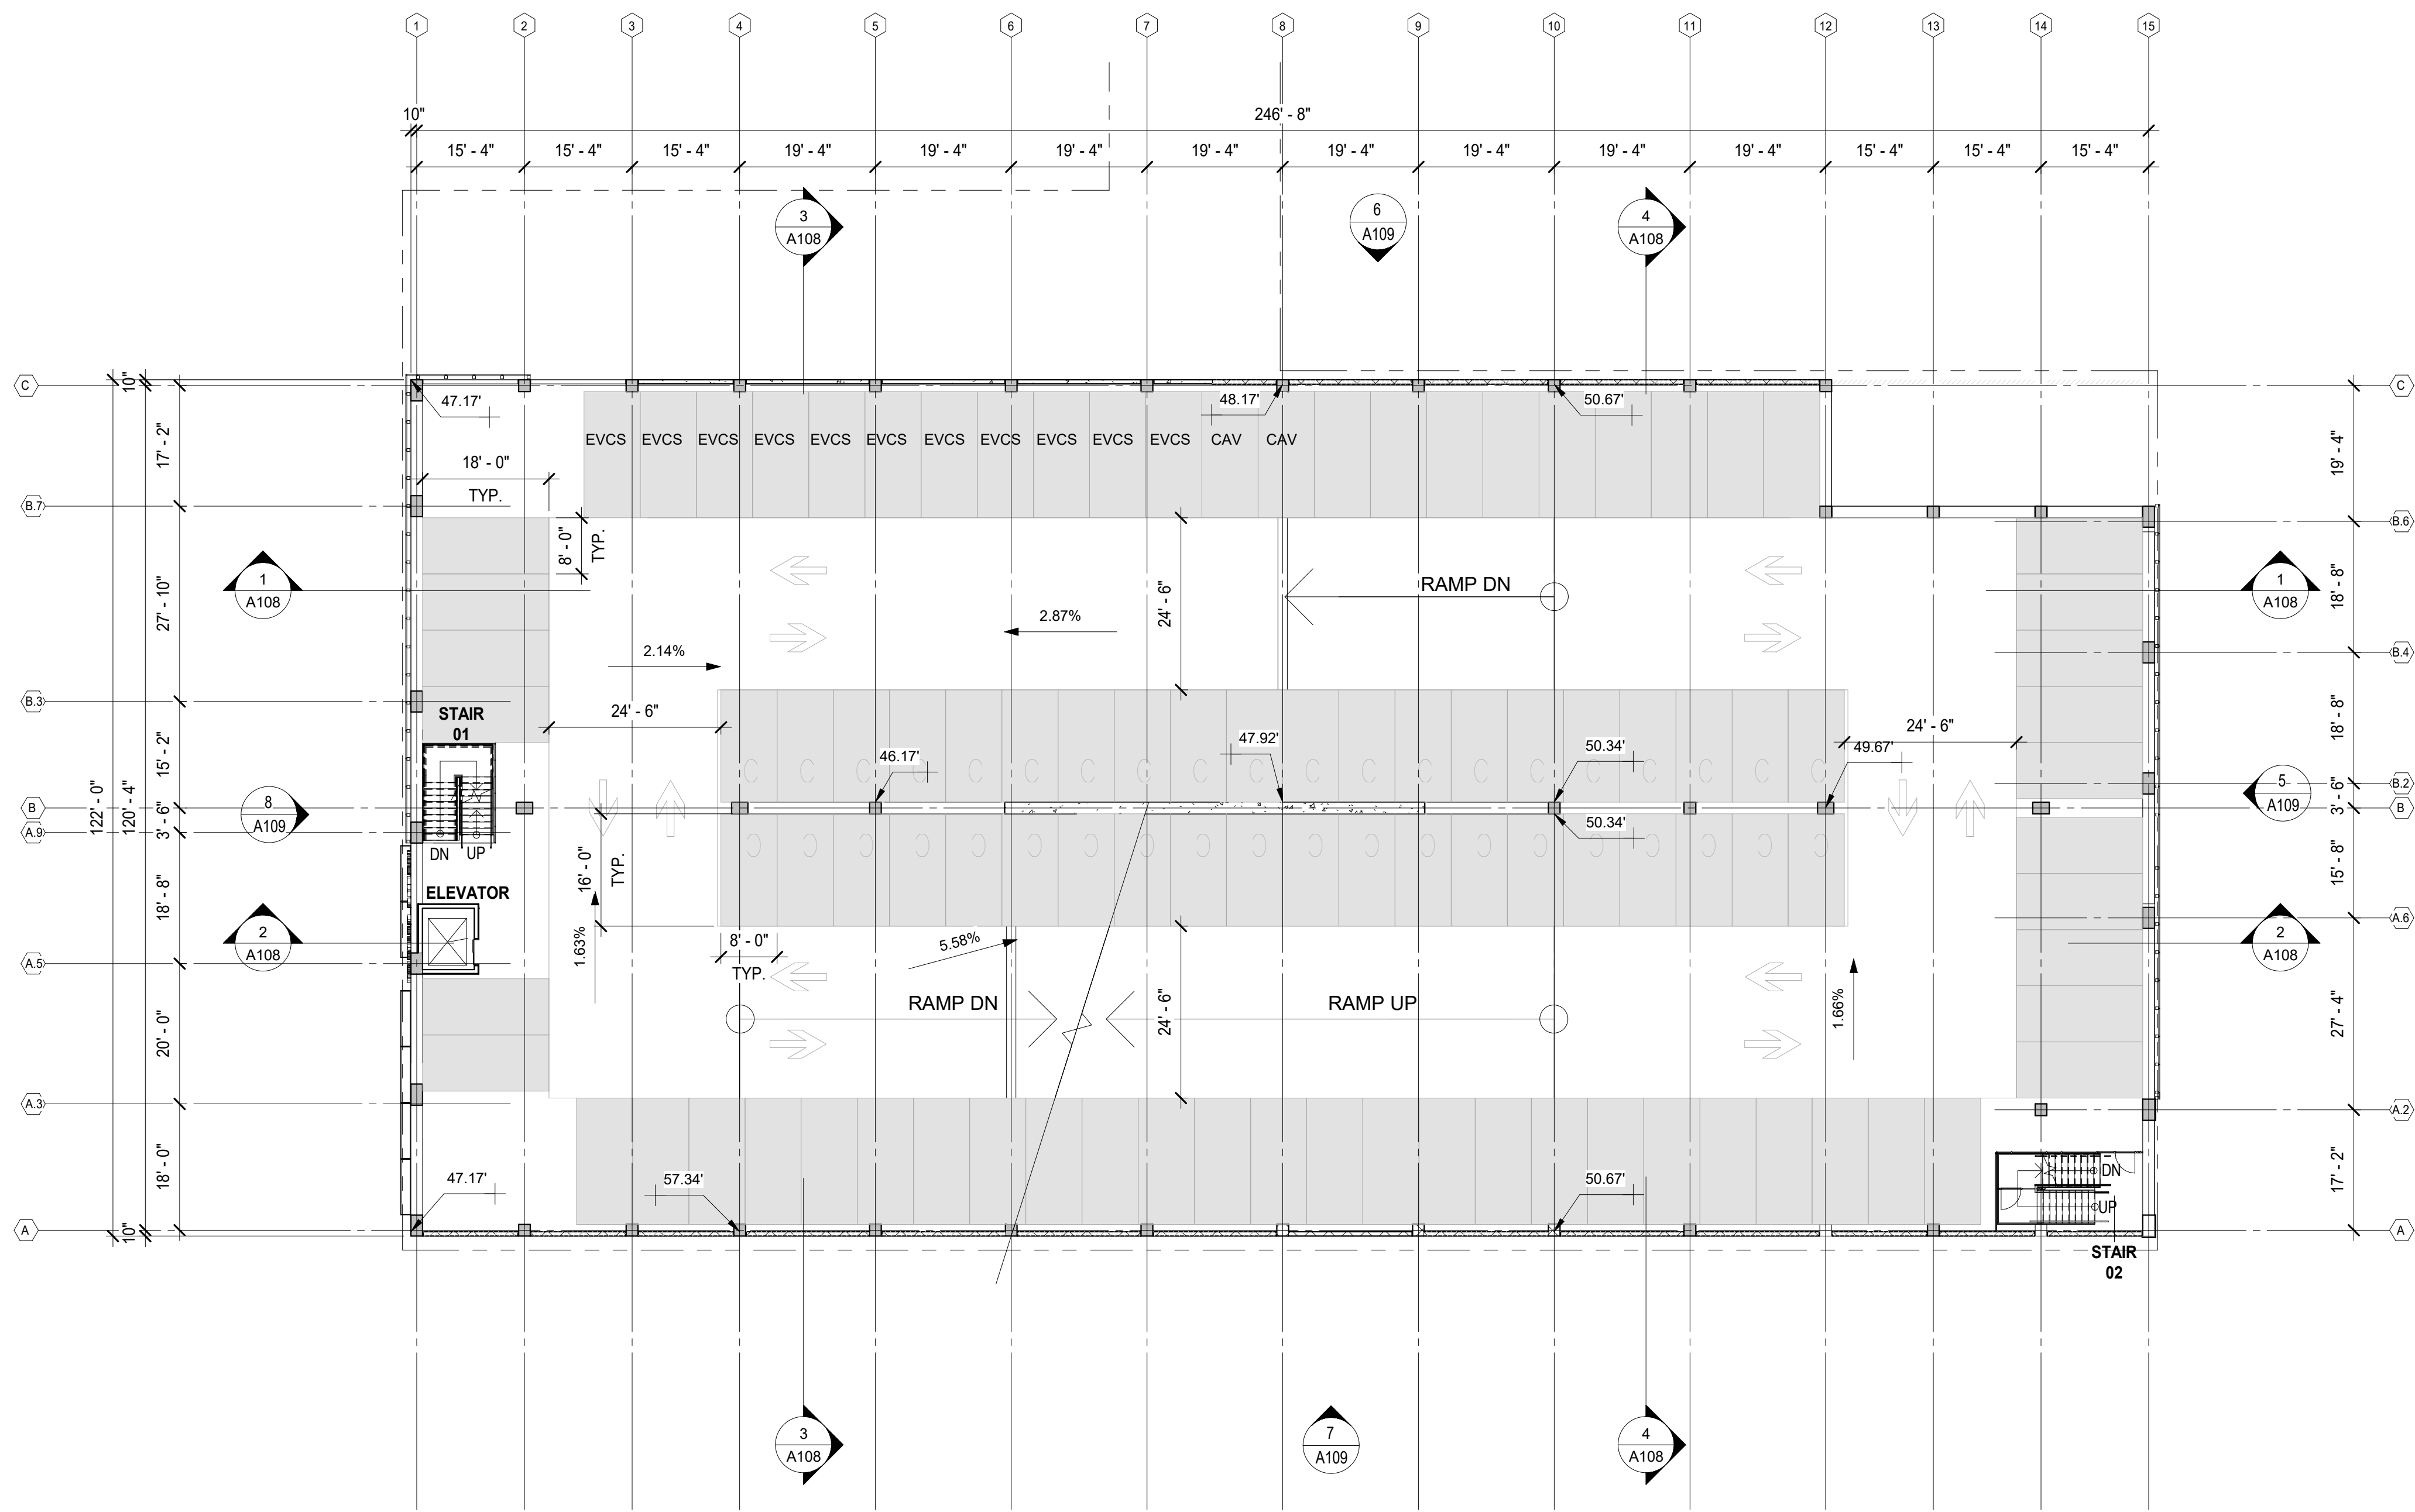 1 2 3 4 5 6 7 8 9 10 11 12 13 14 15
10" 246' - 8"
15' - 4" 15' - 4" 15' - 4" 19' - 4" 19' - 4" 19' - 4" 19' - 4" 19' - 4" 19' - 4" 19' - 4" 19' - 4" 15' - 4" 15' - 4" 15' - 4"
3
A108
6
A109
4
A108
C
10"
C
47.17'
48.17'
50.67'
17' - 2"
19' - 4"
EVCS EVCS EVCS EVCS EVCS EVCS EVCS EVCS EVCS EVCS EVCS CAV CAV
18' - 0"
TYP.
B.7
B.6
8' - 0"
TYP.
1
A108
27' - 10"
24' - 6"
RAMP DN
18' - 8"
1
A108
2.87%
2.14%
B.4
B.3
STAIR
01
24' - 6"
15' - 2"
46.17'
47.92'
50.34'
49.67'
24' - 6"
18' - 8"
B.2
C C C C C C C C C C C C C C C C C C C C
8
A109
5
A109
122' - 0"
120' - 4"
B
3' - 6"
A.9
3' - 6"
B
50.34'
DN UP
C C C C C C C C C C C C C C C C C C C C
16' - 0"
TYP.
15' - 8"
ELEVATOR
18' - 8"
A.6
2
A108
1.63%
8' - 0"
TYP.
5.58%
2
A108
A.5
RAMP DN
RAMP UP
24' - 6"
1.66%
20' - 0"
27' - 4"
A.3
A.2
47.17'
57.34'
50.67'
18' - 0"
17' - 2"
DN
UP
A
10"
A
STAIR
02
3
A108
7
A109
4
A108